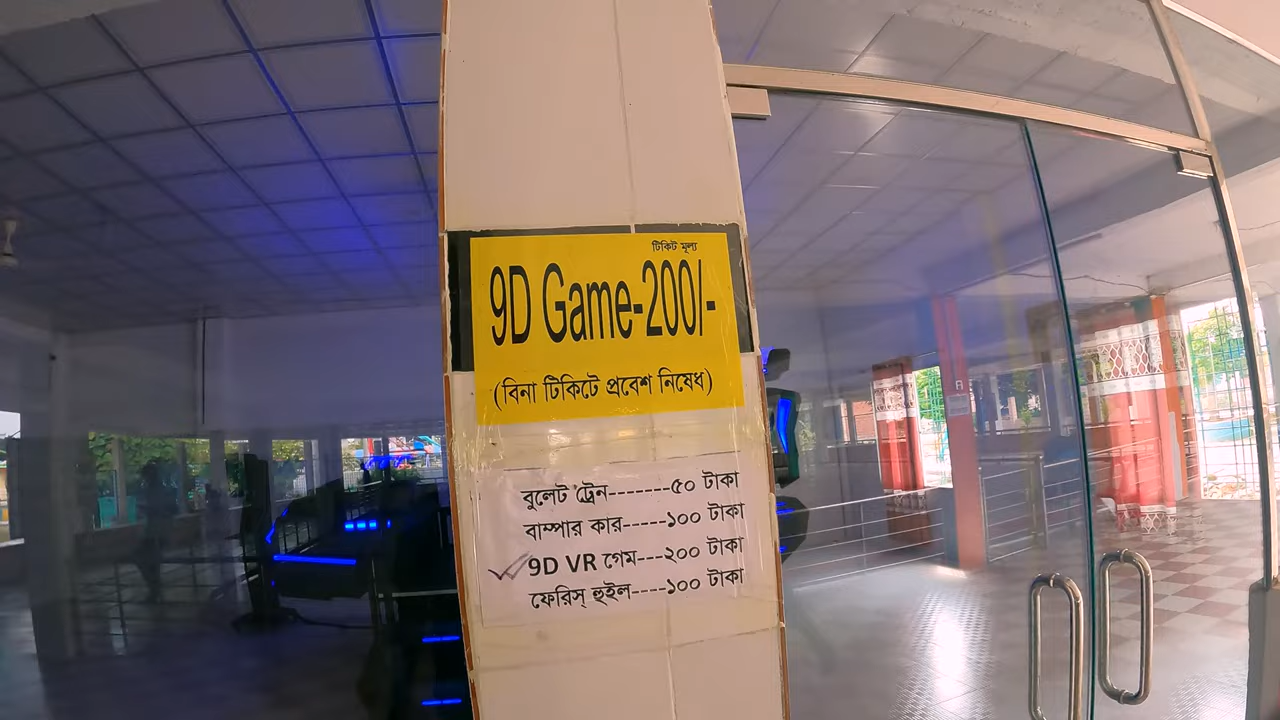 টিকিট মূল্য
9D Game-200/-
(বিনা টিকিটে প্রবেশ নিষেধ)
বুলেট ট্রেন-------৫০ টাকা
বাম্পার কার-----১০০ টাকা
9D VR গেম---২০০ টাকা
ফেরিস্ হুইল----১০০ টাকা